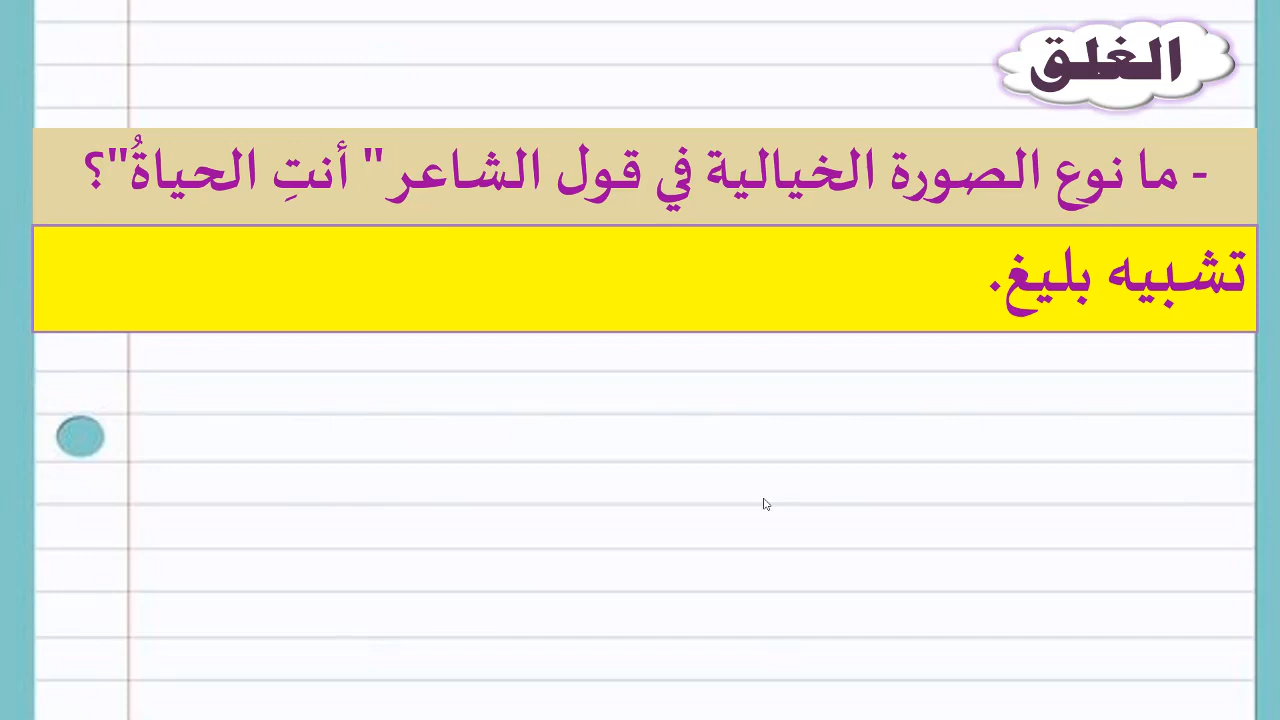 الغلق
- ما نوع الصورة الخيالية في قول الشاعر" أنتِ الحياةُ"؟
تشبيه بليغ.